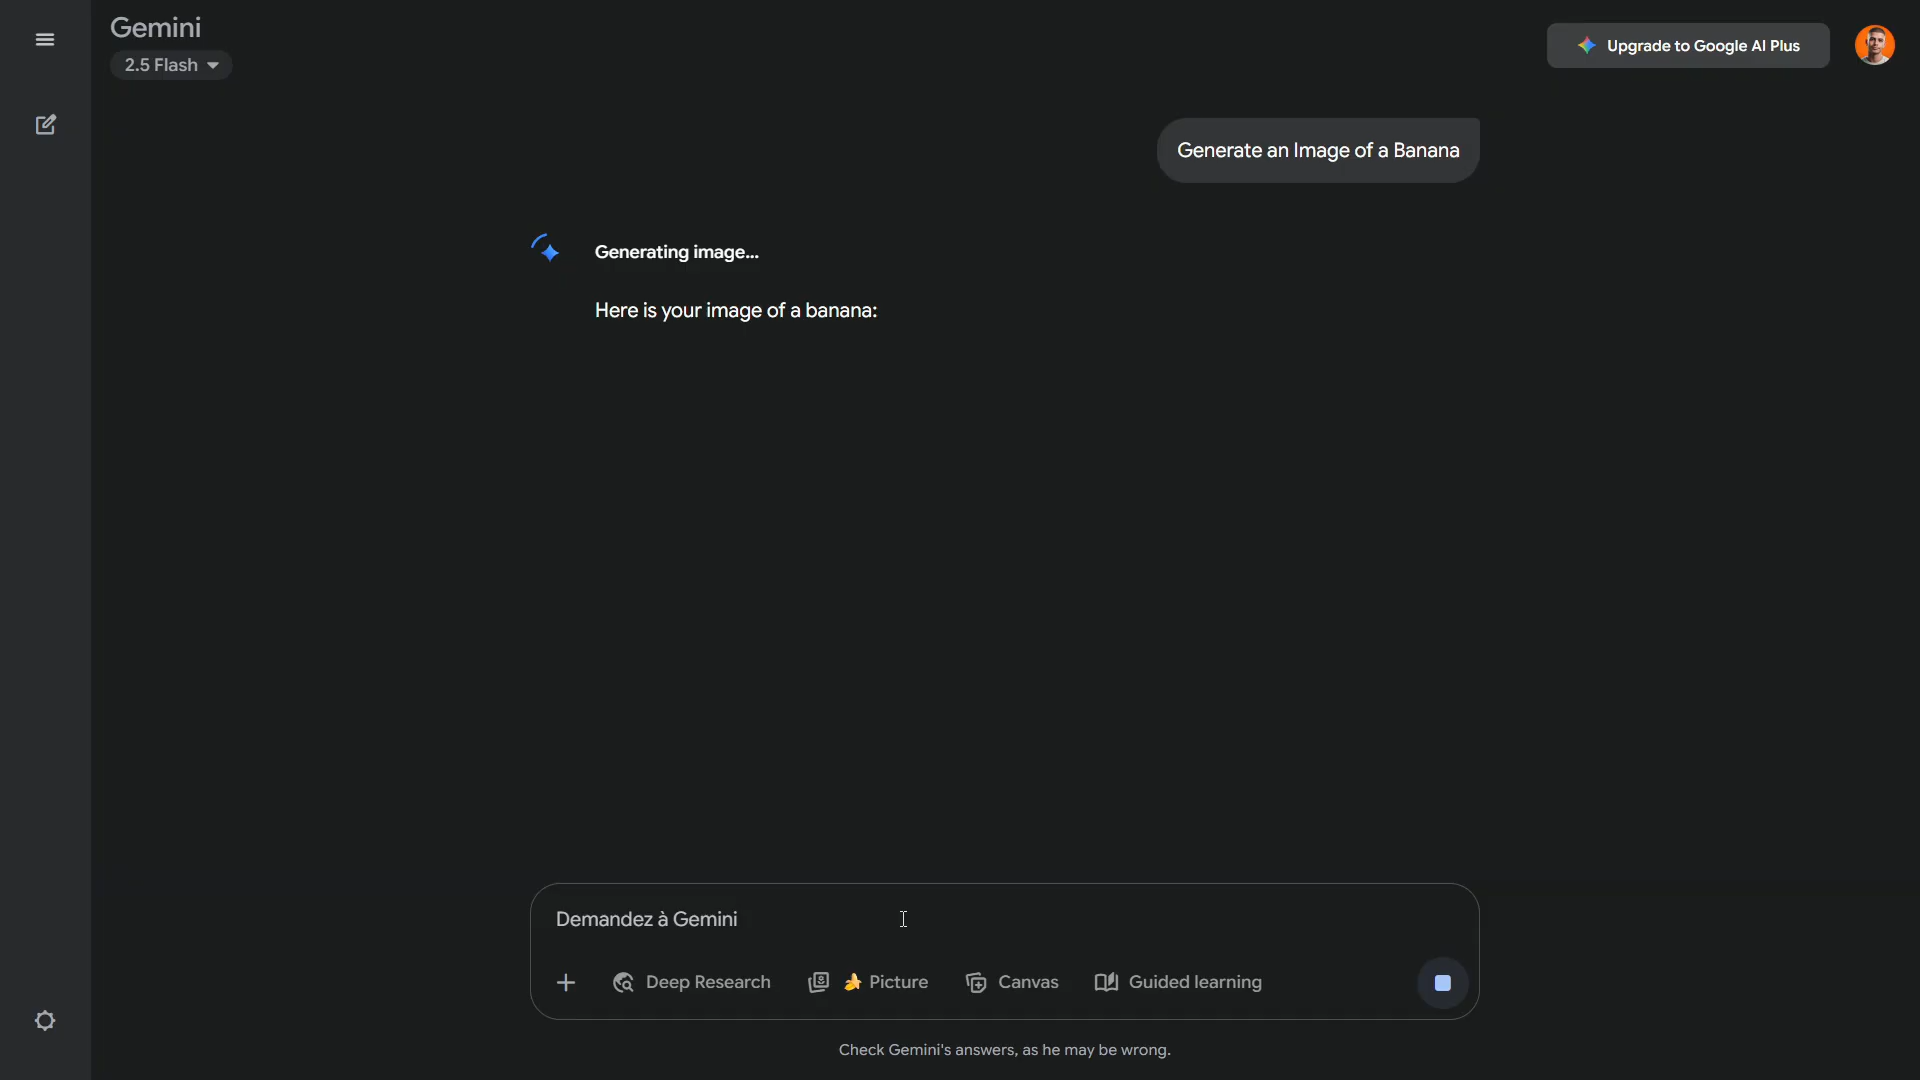 Gemini
2.5 Flash
Upgrade to Google AI Plus
Generate an Image of a Banana
Generating image...
Here is your image of a banana:
Demandez à Gemini
Deep Research
Picture
Canvas
Guided learning
Check Gemini's answers, as he may be wrong.